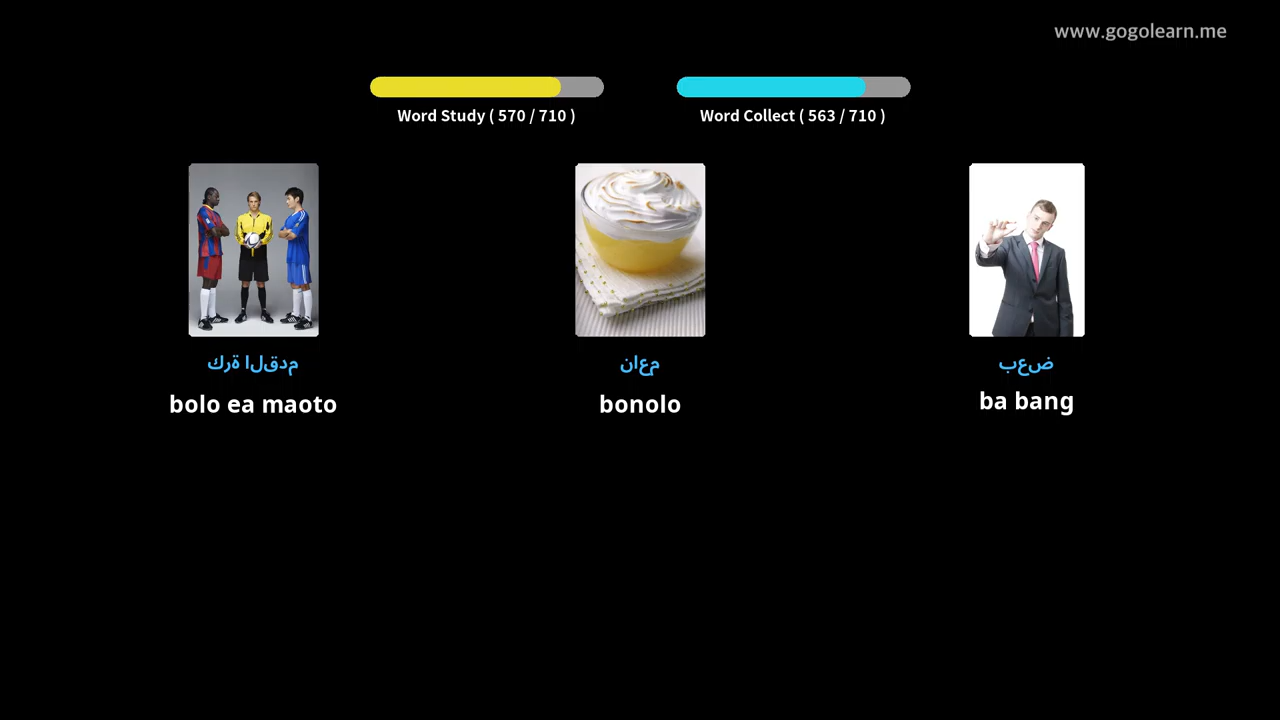 www.gogolearn.me
Word Study ( 570 / 710 )
Word Collect ( 563 / 710 )
كرة القدم
ناعم
بعض
bolo ea maoto
bonolo
ba bang